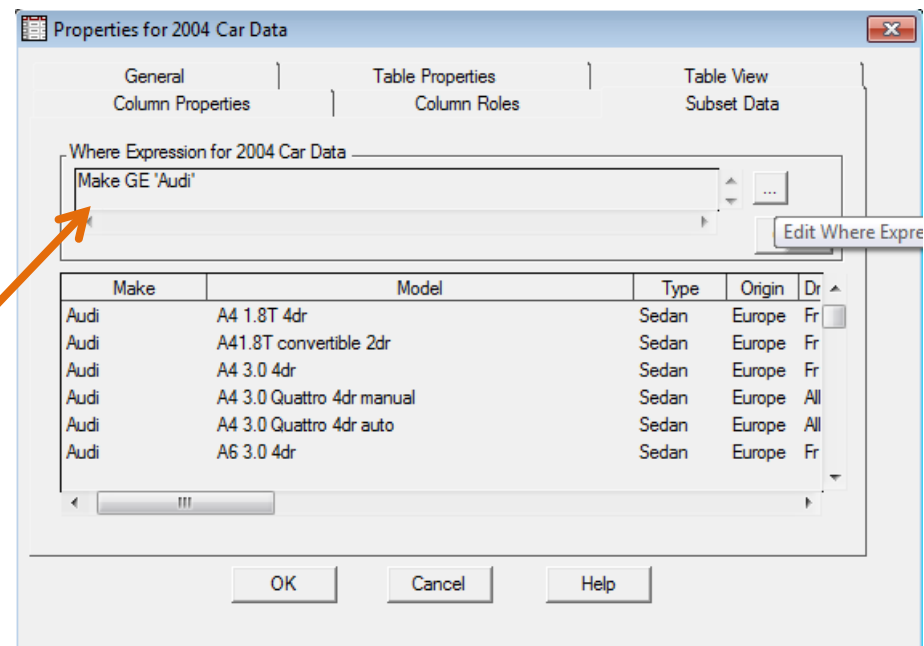 Properties for 2004 Car Data
General Table Properties Table View
Column Properties Column Roles Subset Data
Where Expression for 2004 Car Data
Make GE 'Audi'
...
Edit Where Expre
Make Model Type Origin Dr
Audi A4 1.8T 4dr Sedan Europe Fr
Audi A41.8T convertible 2dr Sedan Europe Fr
Audi A4 3.0 4dr Sedan Europe Fr
Audi A4 3.0 Quattro 4dr manual Sedan Europe All
Audi A4 3.0 Quattro 4dr auto Sedan Europe All
Audi A6 3.0 4dr Sedan Europe Fr
OK Cancel Help